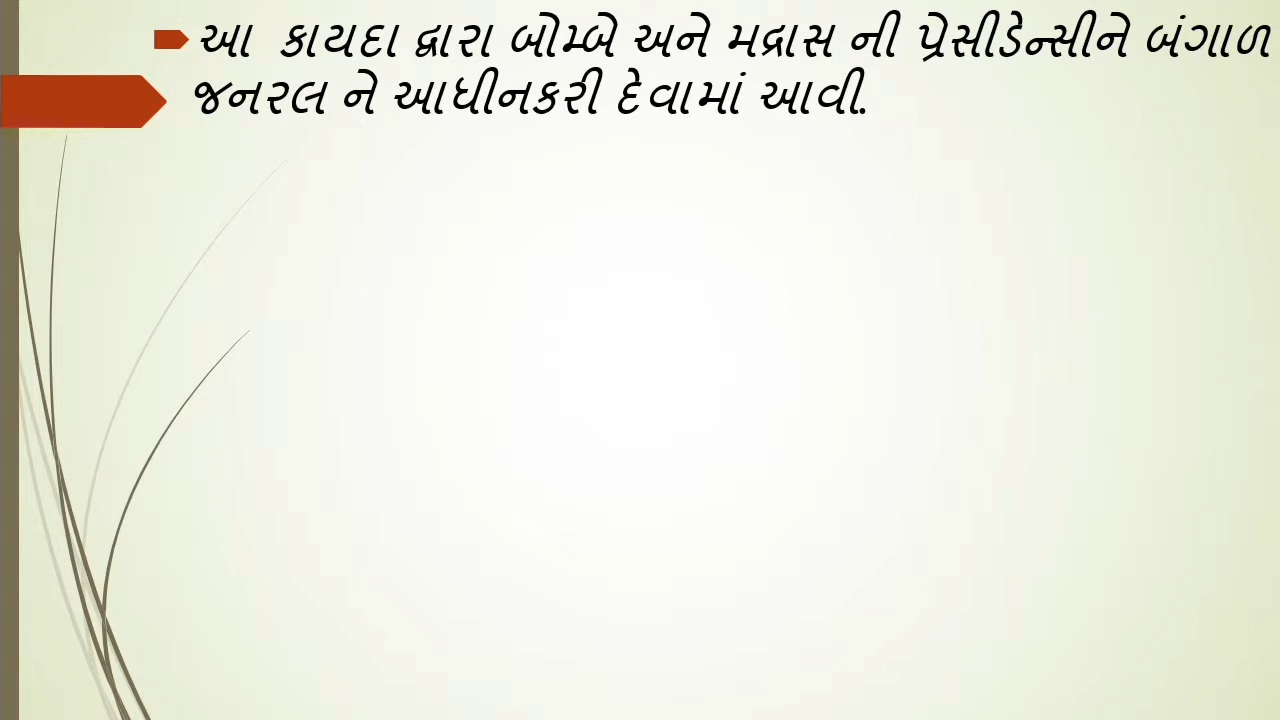 આ કાયદા દ્વારા બોમ્બે અને મદ્રાસ ની પ્રેસીડેન્સીને બંગાળ
જનરલ ને આધીનકરી દેવામાં આવી.